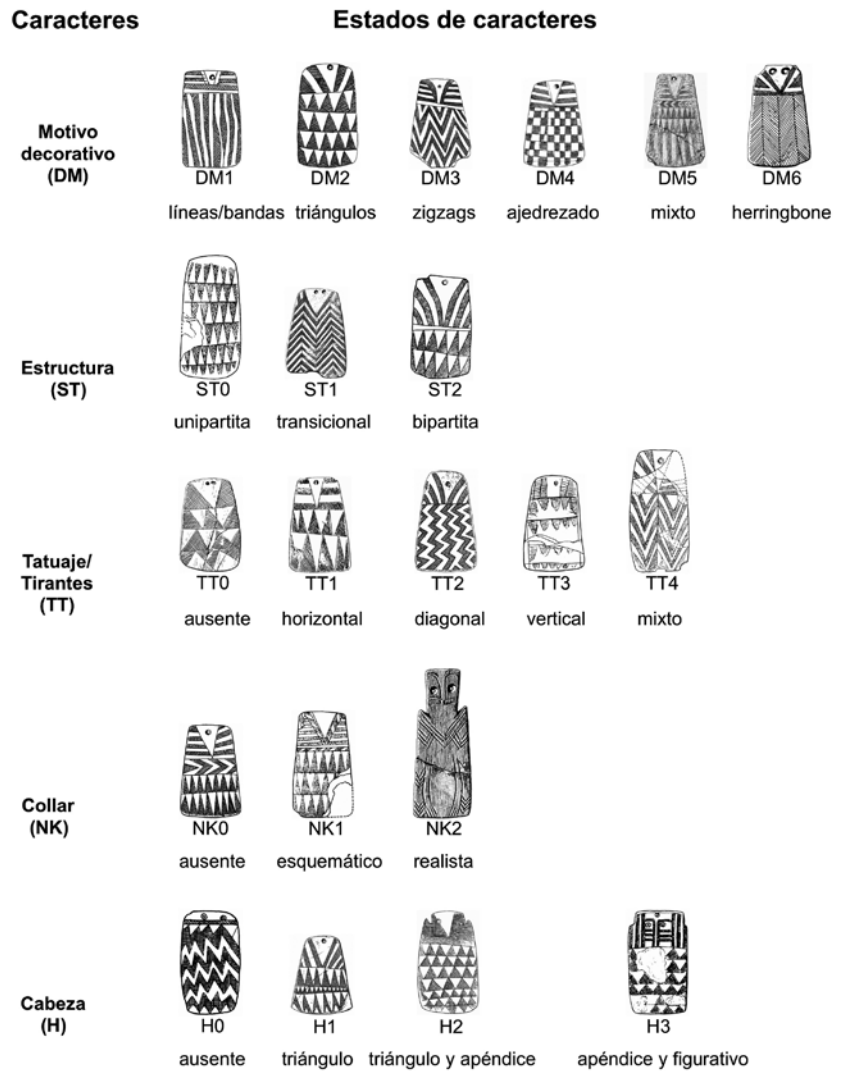 Caracteres Estados de caracteres
Motivo
decorativo
(DM)
DM1 DM2 DM3 DM4 DM5 DM6
líneas/bandas triángulos zigzags ajedrezado mixto herringbone
Estructura
(ST)
ST0 ST1 ST2
unipartita transicional bipartita
Tatuaje/
Tirantes
(TT)
TT0 TT1 TT2 TT3 TT4
ausente horizontal diagonal vertical mixto
Collar
(NK)
NK0 NK1 NK2
ausente esquemático realista
Cabeza
(H)
H0 H1 H2 H3
ausente triángulo triángulo y apéndice apéndice y figurativo